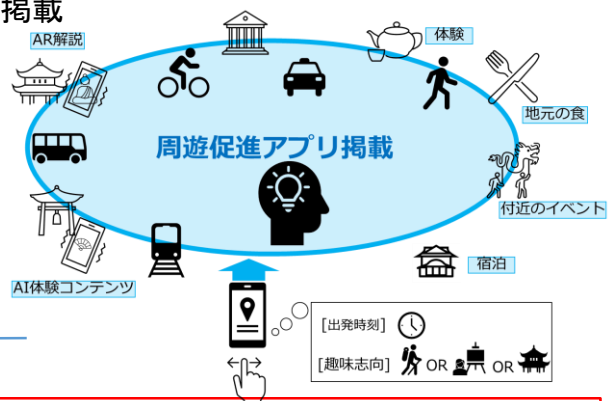 掲載
AR解説
体験
地元の食
周遊促進アプリ掲載
付近のイベント
宿泊
AI体験コンテンツ
[出発時刻]
[趣味志向] OR OR